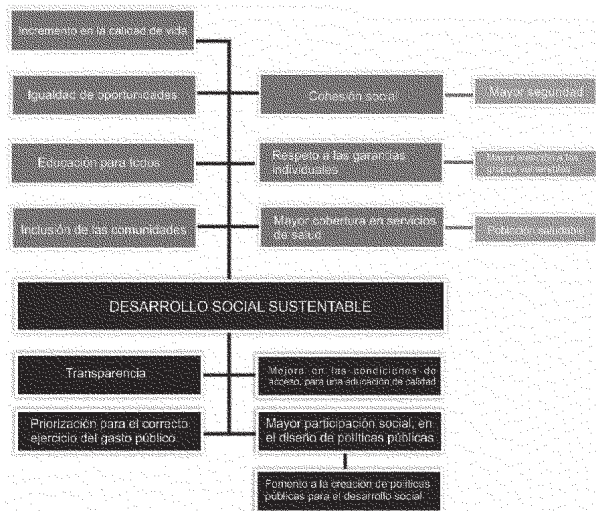 Incremento en la calidad de vida
Igualdad de oportunidades
Cohesión social
Mayor seguridad
Educación para todos
Respeto a las garantías
individuales
Mayor a
grupos vulnerables
Inclusión de las comunidades
Mayor cobertura en servicios
de salud
Población saludable
DESARROLLO SOCIAL SUSTENTABLE
Transparencia
Mejora en las condiciones de
acceso, para una educación de calidad
Priorización para el correcto
ejercicio del gasto público
Mayor participación social, en
el diseño de políticas públicas
Fomento a la creación de políticas
públicas para el desarrollo social